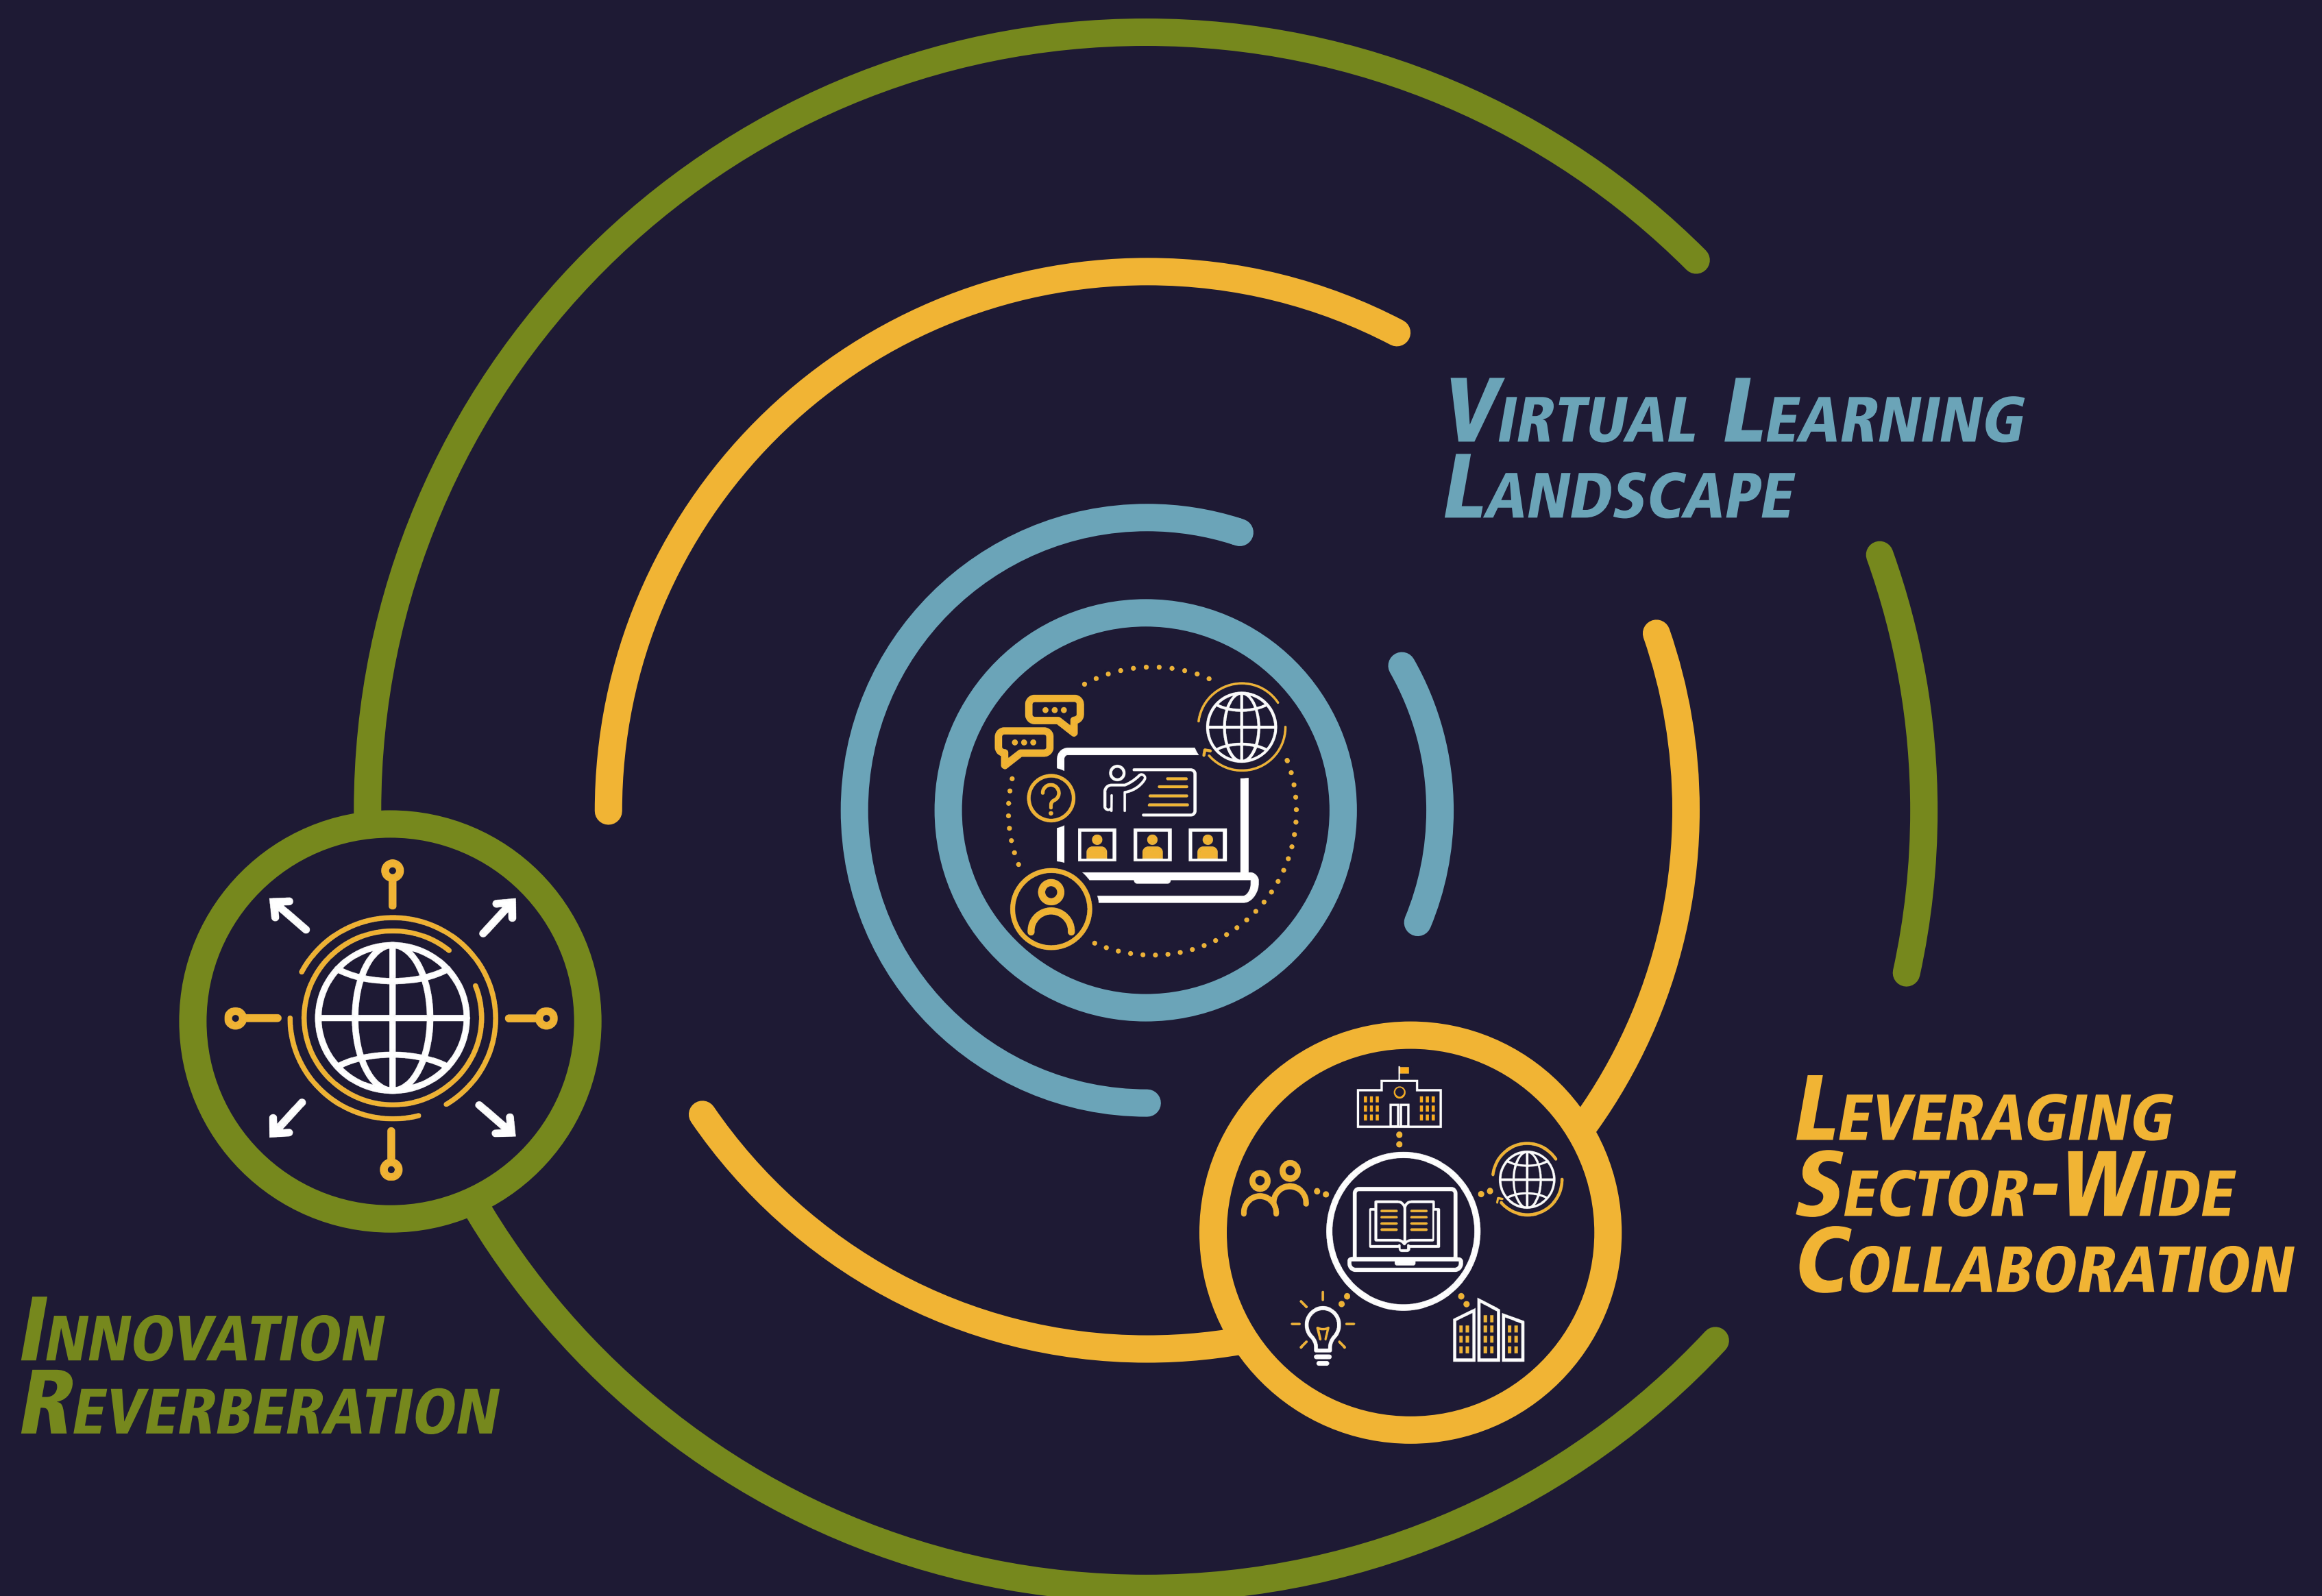 Virtual Learning
Landscape
Leveraging
Sector-Wide
Collaboration
Innovation
Reverberation